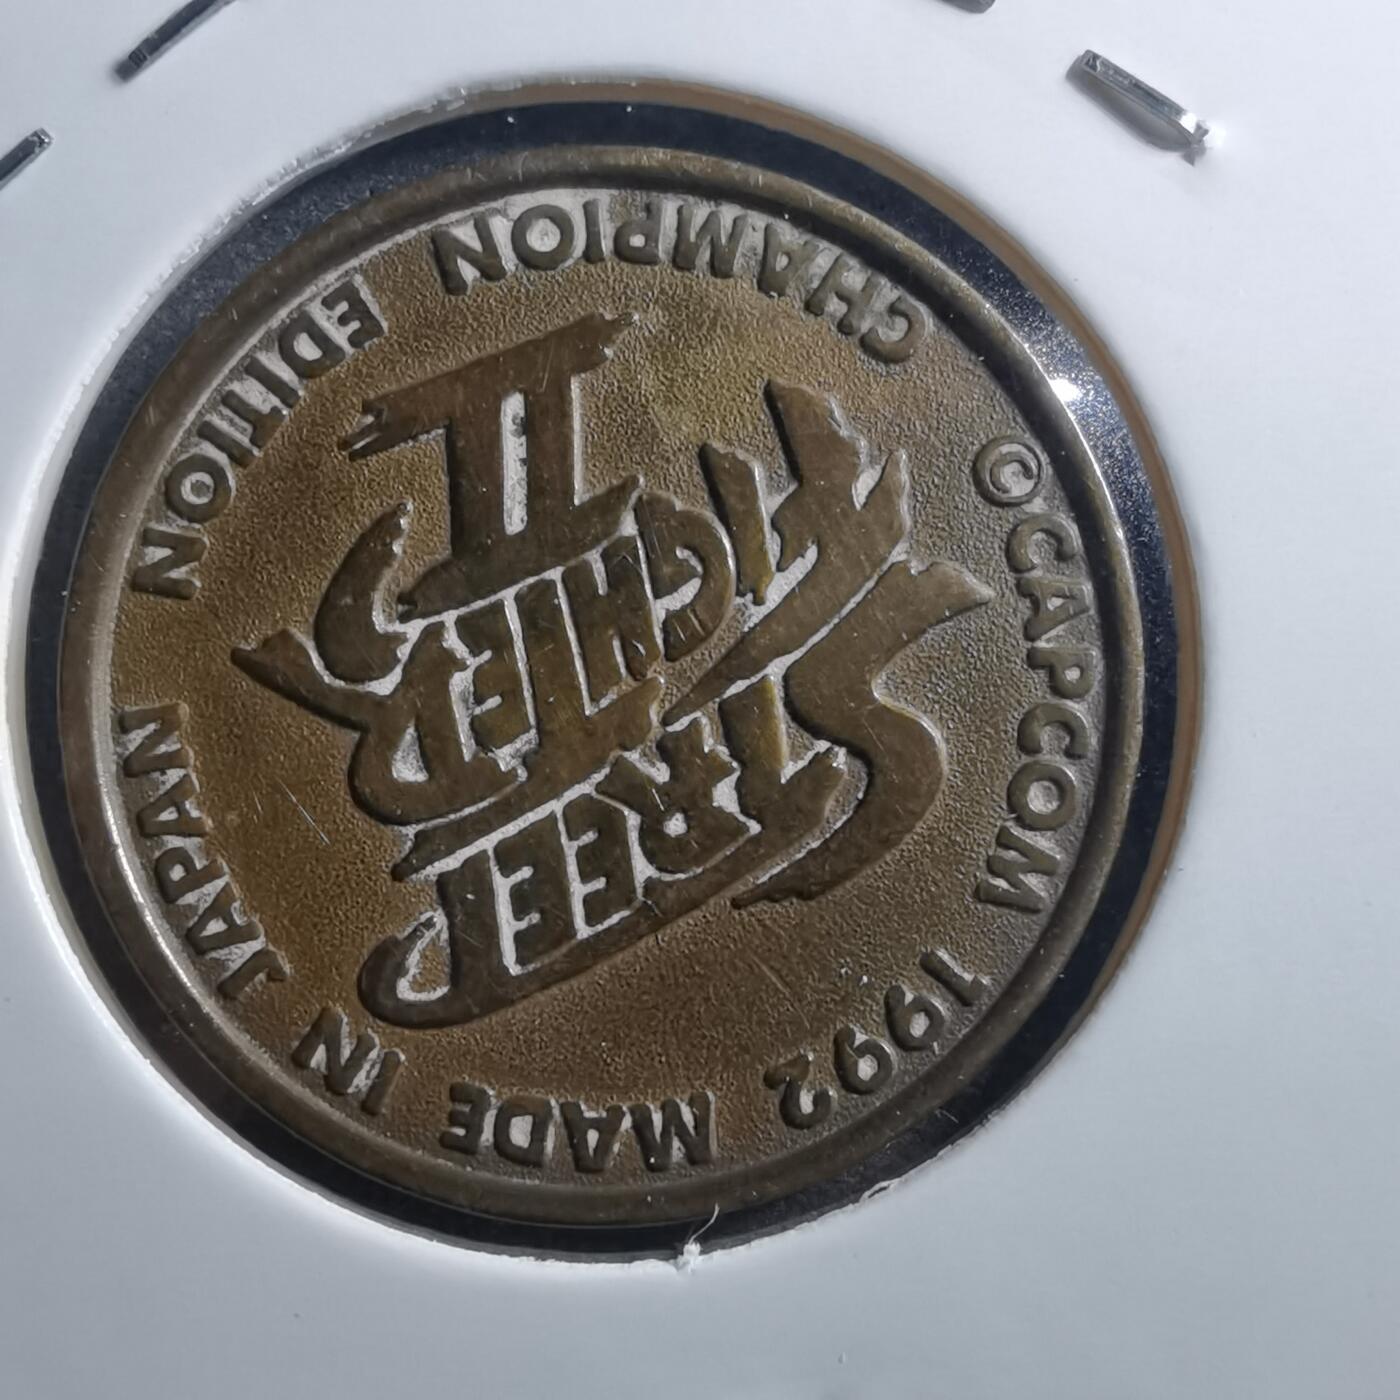 STREET
FIGHTER
II
CHAMPION EDITION
©CAPCOM 1992 MADE IN JAPAN